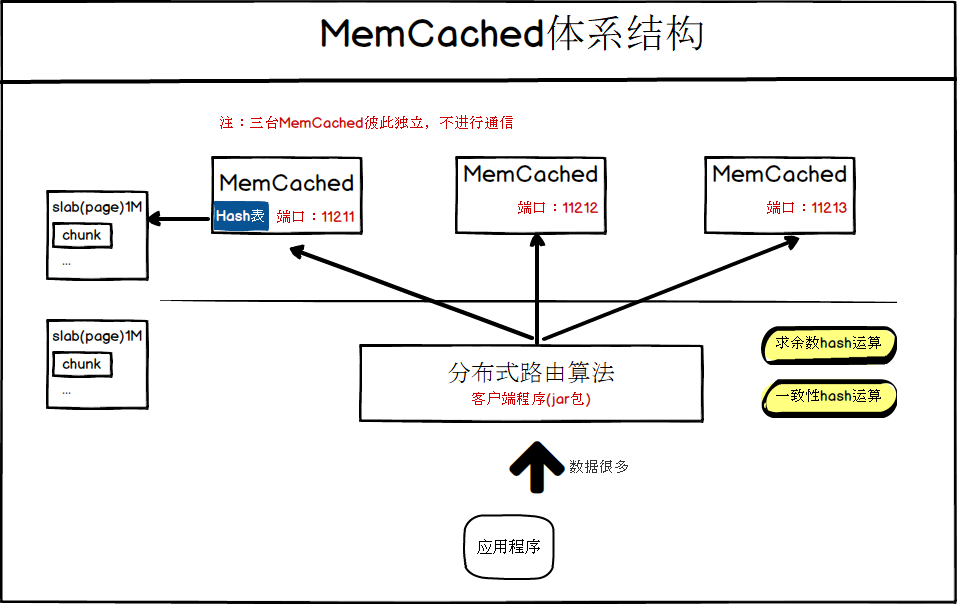 MemCached体系结构
注：三台MemCached彼此独立，不进行通信
MemCached
Hash表 端口：11211
MemCached
端口：11212
MemCached
端口：11213
slab(page)1M
chunk
...
slab(page)1M
chunk
...
分布式路由算法
客户端程序(jar包)
求余数hash运算
一致性hash运算
数据很多
应用程序